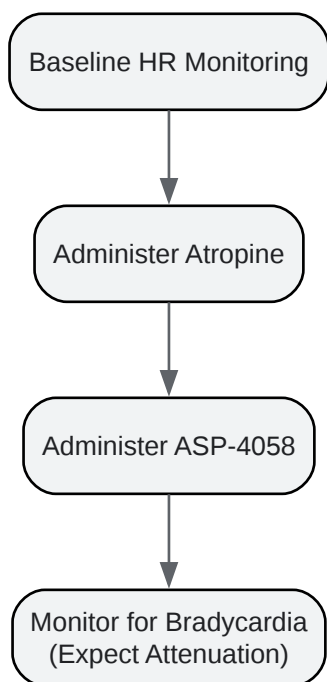 Baseline HR Monitoring
Administer Atropine
Administer ASP-4058
Monitor for Bradycardia
(Expect Attenuation)